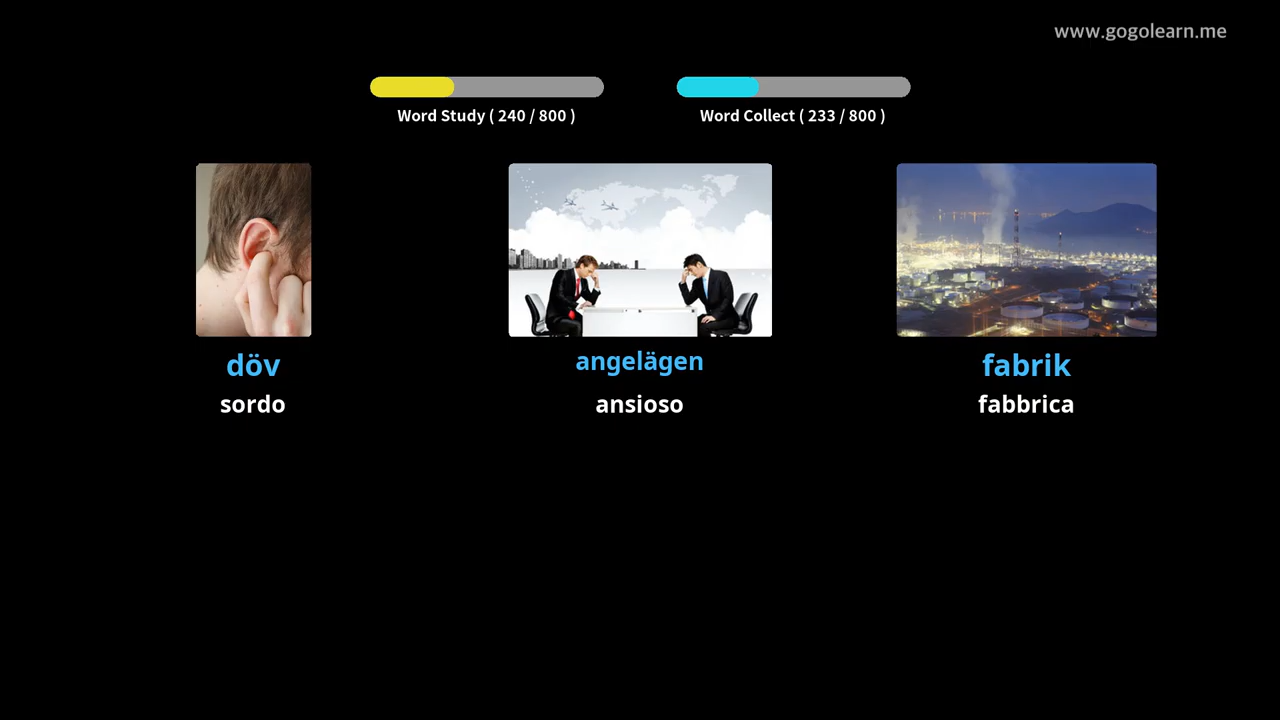 www.gogolearn.me
Word Study ( 240 / 800 )
Word Collect ( 233 / 800 )
döv
angelägen
fabrik
sordo
ansioso
fabbrica